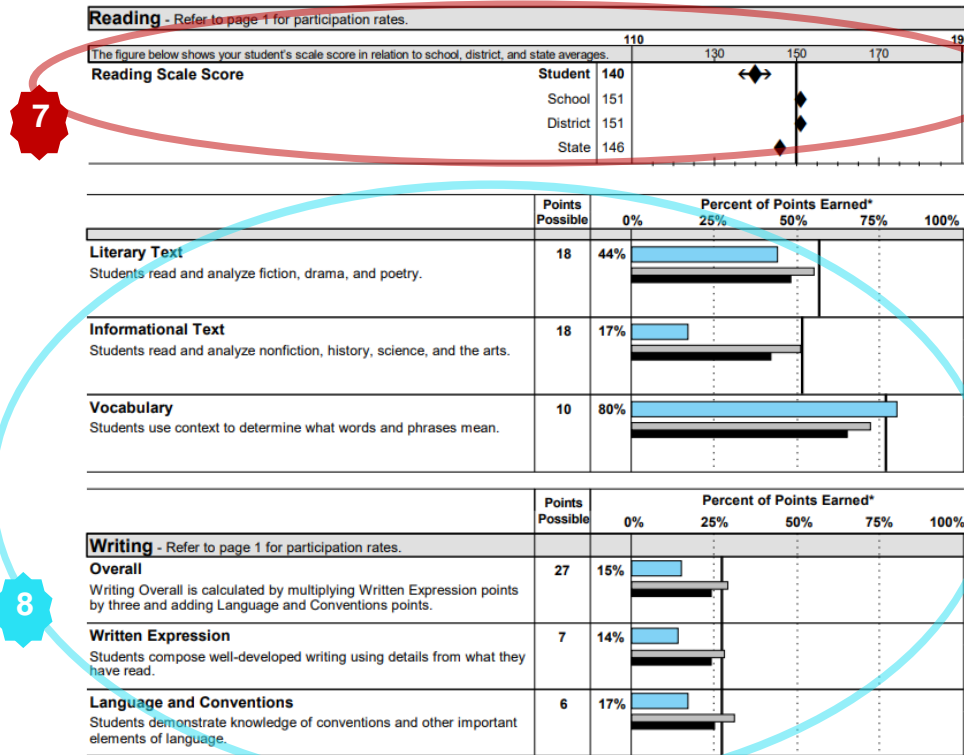 Reading - Refer to page 1 for participation rates.
110
The figure below shows your student's scale score in relation to school, district, and state averages.
130 150 170 19
Reading Scale Score Student 140
School 151
District 151
State 146
7
Points Possible Percent of Points Earned*
0% 25% 50% 75% 100%
Literary Text 18 44%
Students read and analyze fiction, drama, and poetry.
Informational Text 18 17%
Students read and analyze nonfiction, history, science, and the arts.
Vocabulary 10 80%
Students use context to determine what words and phrases mean.
Points Possible Percent of Points Earned*
0% 25% 50% 75% 100%
Writing - Refer to page 1 for participation rates.
Overall 27 15%
Writing Overall is calculated by multiplying Written Expression points
by three and adding Language and Conventions points.
8
Written Expression 7 14%
Students compose well-developed writing using details from what they
have read.
Language and Conventions 6 17%
Students demonstrate knowledge of conventions and other important
elements of language.